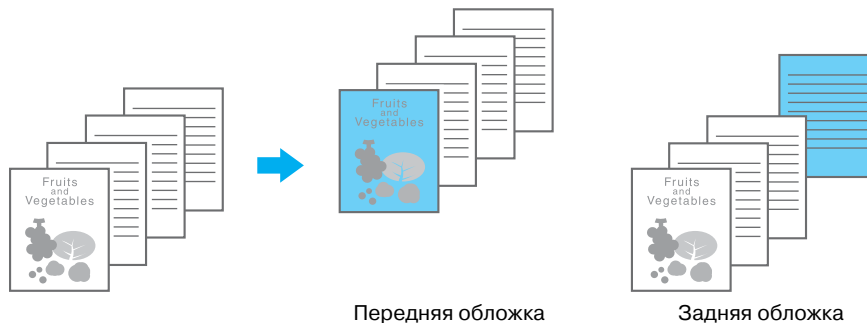 Fruits
and
Vegetables
Fruits
and
Vegetables
Fruits
and
Vegetables
Передняя обложка
Задняя обложка